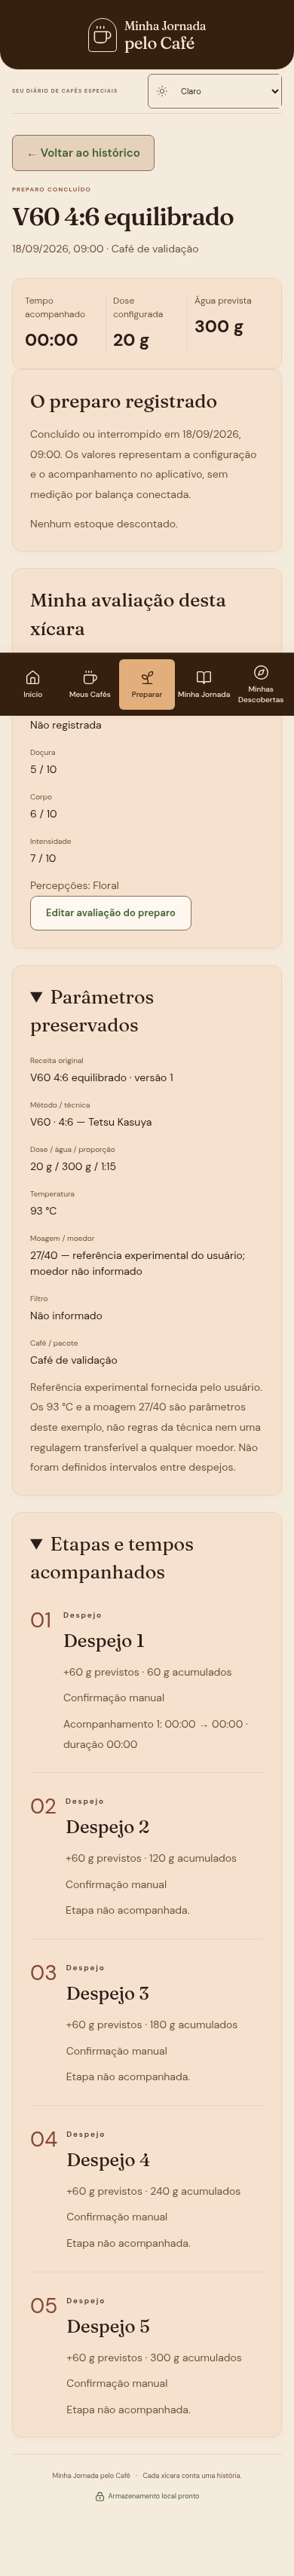 Minha Jornada
pelo Café
SEU DIÁRIO DE CAFÉS ESPECIAIS
Claro
← Voltar ao histórico
PREPARO CONCLUÍDO
V60 4:6 equilibrado
18/09/2026, 09:00 · Café de validação
Tempo
acompanhado
00:00
Dose
configurada
20 g
Água prevista
300 g
O preparo registrado
Concluído ou interrompido em 18/09/2026,
09:00. Os valores representam a configuração
e o acompanhamento no aplicativo, sem
medição por balança conectada.
Nenhum estoque descontado.
Minha avaliação desta
xícara
Início
Meus Cafés
Preparar
Minha Jornada
Minhas
Descobertas
Não registrada
Doçura
5 / 10
Corpo
6 / 10
Intensidade
7 / 10
Percepções: Floral
Editar avaliação do preparo
▼ Parâmetros
preservados
Receita original
V60 4:6 equilibrado · versão 1
Método / técnica
V60 · 4:6 — Tetsu Kasuya
Dose / água / proporção
20 g / 300 g / 1:15
Temperatura
93 °C
Moagem / moedor
27/40 — referência experimental do usuário;
moedor não informado
Filtro
Não informado
Café / pacote
Café de validação
Referência experimental fornecida pelo usuário.
Os 93 °C e a moagem 27/40 são parâmetros
deste exemplo, não regras da técnica nem uma
regulagem transferível a qualquer moedor. Não
foram definidos intervalos entre despejos.
▼ Etapas e tempos
acompanhados
01
Despejo
Despejo 1
+60 g previstos · 60 g acumulados
Confirmação manual
Acompanhamento 1: 00:00 → 00:00 ·
duração 00:00
02
Despejo
Despejo 2
+60 g previstos · 120 g acumulados
Confirmação manual
Etapa não acompanhada.
03
Despejo
Despejo 3
+60 g previstos · 180 g acumulados
Confirmação manual
Etapa não acompanhada.
04
Despejo
Despejo 4
+60 g previstos · 240 g acumulados
Confirmação manual
Etapa não acompanhada.
05
Despejo
Despejo 5
+60 g previstos · 300 g acumulados
Confirmação manual
Etapa não acompanhada.
Minha Jornada pelo Café · Cada xícara conta uma história.
Armazenamento local pronto